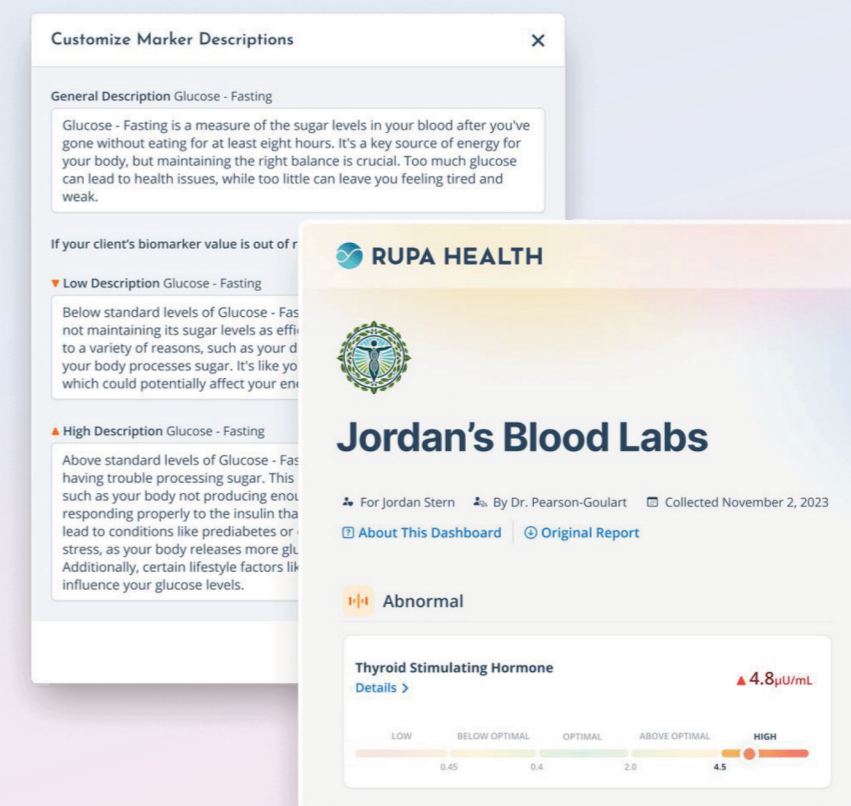 Customize Marker Descriptions
General Description Glucose - Fasting
Glucose - Fasting is a measure of the sugar levels in your blood after you've
gone without eating for at least eight hours. It's a key source of energy for
your body, but maintaining the right balance is crucial. Too much glucose
can lead to health issues, while too little can leave you feeling tired and
weak.
If your client's biomarker value is out of
Low Description Glucose - Fasting
Below standard levels of Glucose -
not maintaining its sugar levels as
to a variety of reasons, such as your
your body processes sugar. It's like
which could potentially affect your
High Description Glucose - Fasting
Above standard levels of Glucose -
having trouble processing sugar. This
such as your body not producing
responding properly to the insulin
lead to conditions like prediabetes or
stress, as your body releases more
Additionally, certain lifestyle factors
influence your glucose levels.
RUPA HEALTH
Jordan's Blood Labs
For Jordan Stern By Dr. Pearson-Goulart Collected November 2, 2023
About This Dashboard Original Report
Abnormal
Thyroid Stimulating Hormone
Details >
4.8µU/mL
LOW BELOW OPTIMAL OPTIMAL ABOVE OPTIMAL HIGH
0.45 0.4 2.0 4.5